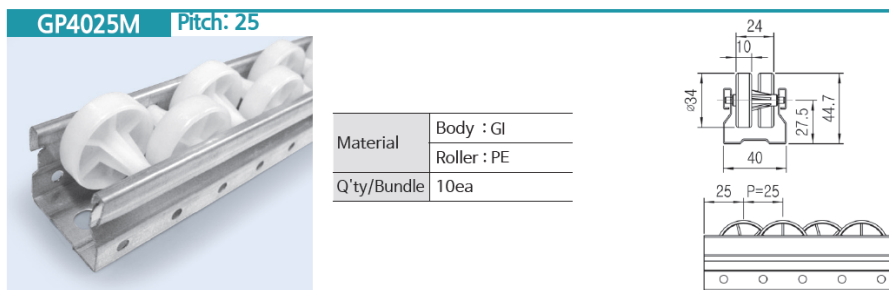 GP4025M Pitch: 25
Material
Body : GI
Roller : PE
Q'ty/Bundle 10ea
24
10
ø34
27.5
44.7
40
25 P=25